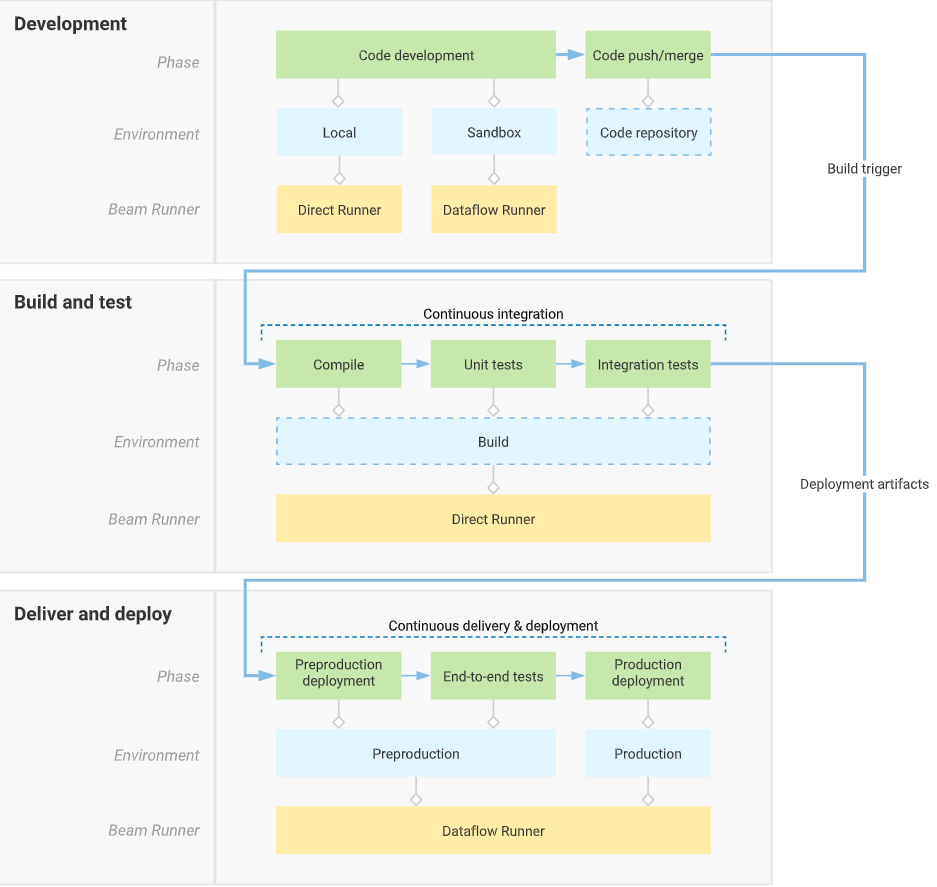 Development
Phase
Code development
Code push/merge
Environment
Local
Sandbox
Code repository
Build trigger
Beam Runner
Direct Runner
Dataflow Runner
Build and test
Continuous integration
Phase
Compile
Unit tests
Integration tests
Environment
Build
Deployment artifacts
Beam Runner
Direct Runner
Deliver and deploy
Continuous delivery & deployment
Phase
Preproduction
deployment
End-to-end tests
Production
deployment
Environment
Preproduction
Production
Beam Runner
Dataflow Runner